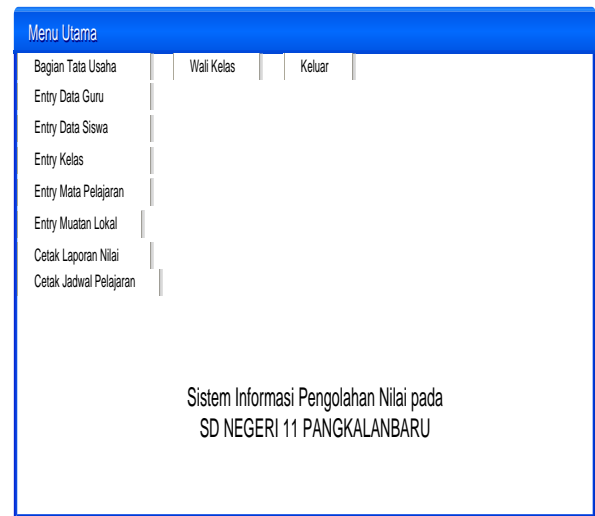 Menu Utama
Bagian Tata Usaha Wali Kelas Keluar
Entry Data Guru
Entry Data Siswa
Entry Kelas
Entry Mata Pelajaran
Entry Muatan Lokal
Cetak Laporan Nilai
Cetak Jadwal Pelajaran
Sistem Informasi Pengolahan Nilai pada
SD NEGERI 11 PANGKALANBARU